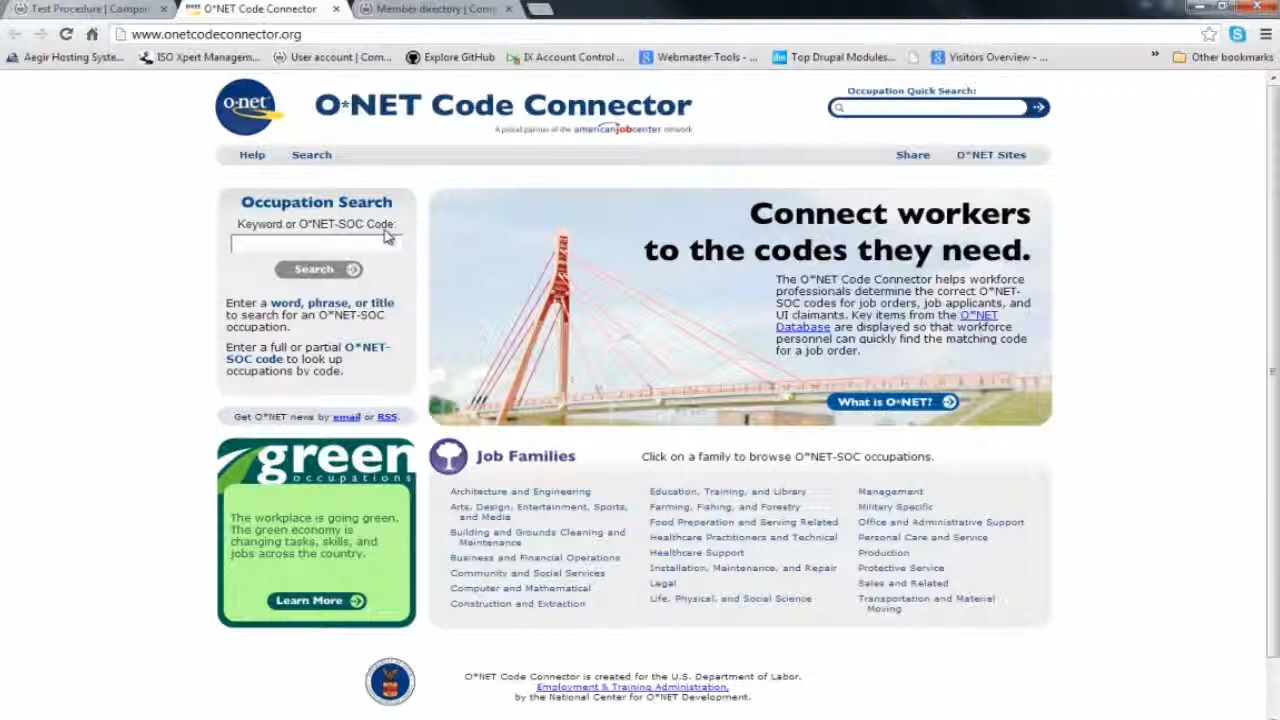 Test Procedure | Compan
O*NET Code Connector
Member directory | Comp
www.onetcodeconnector.org
Aegir Hosting Syste...
ISO Xpert Managem...
User account | Com...
Explore GitHub
IX Account Control ...
Webmaster Tools - ...
Top Drupal Modules...
Visitors Overview - ...
»
Other bookmarks
o·net
O*NET Code Connector
A proud partner of the americanjobcenter network
Occupation Quick Search:
Help
Search
Share
O*NET Sites
Occupation Search
Keyword or O*NET-SOC Code:
Search
Enter a word, phrase, or title
to search for an O*NET-SOC
occupation.
Enter a full or partial O*NET-
SOC code to look up
occupations by code.
Get O*NET news by email or RSS.
Connect workers
to the codes they need.
The O*NET Code Connector helps workforce
professionals determine the correct O*NET-
SOC codes for job orders, job applicants, and
UI claimants. Key items from the O*NET
Database are displayed so that workforce
personnel can quickly find the matching code
for a job order.
What is O*NET?
green
occupations
The workplace is going green.
The green economy is
changing tasks, skills, and
jobs across the country.
Learn More
Job Families
Click on a family to browse O*NET-SOC occupations.
Architecture and Engineering
Arts, Design, Entertainment, Sports,
and Media
Building and Grounds Cleaning and
Maintenance
Business and Financial Operations
Community and Social Services
Computer and Mathematical
Construction and Extraction
Education, Training, and Library
Farming, Fishing, and Forestry
Food Preparation and Serving Related
Healthcare Practitioners and Technical
Healthcare Support
Installation, Maintenance, and Repair
Legal
Life, Physical, and Social Science
Management
Military Specific
Office and Administrative Support
Personal Care and Service
Production
Protective Service
Sales and Related
Transportation and Material
Moving
O*NET Code Connector is created for the U.S. Department of Labor.
Employment & Training Administration,
by the National Center for O*NET Development.